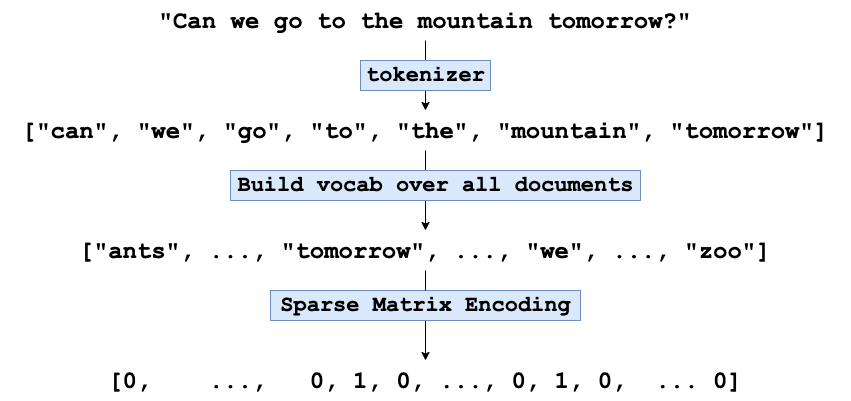 "Can we go to the mountain tomorrow?"
tokenizer
["can", "we", "go", "to", "the", "mountain", "tomorrow"]
Build vocab over all documents
["ants", ..., "tomorrow", ..., "we", ..., "zoo"]
Sparse Matrix Encoding
[0, ..., 0, 1, 0, ..., 0, 1, 0, ... 0]